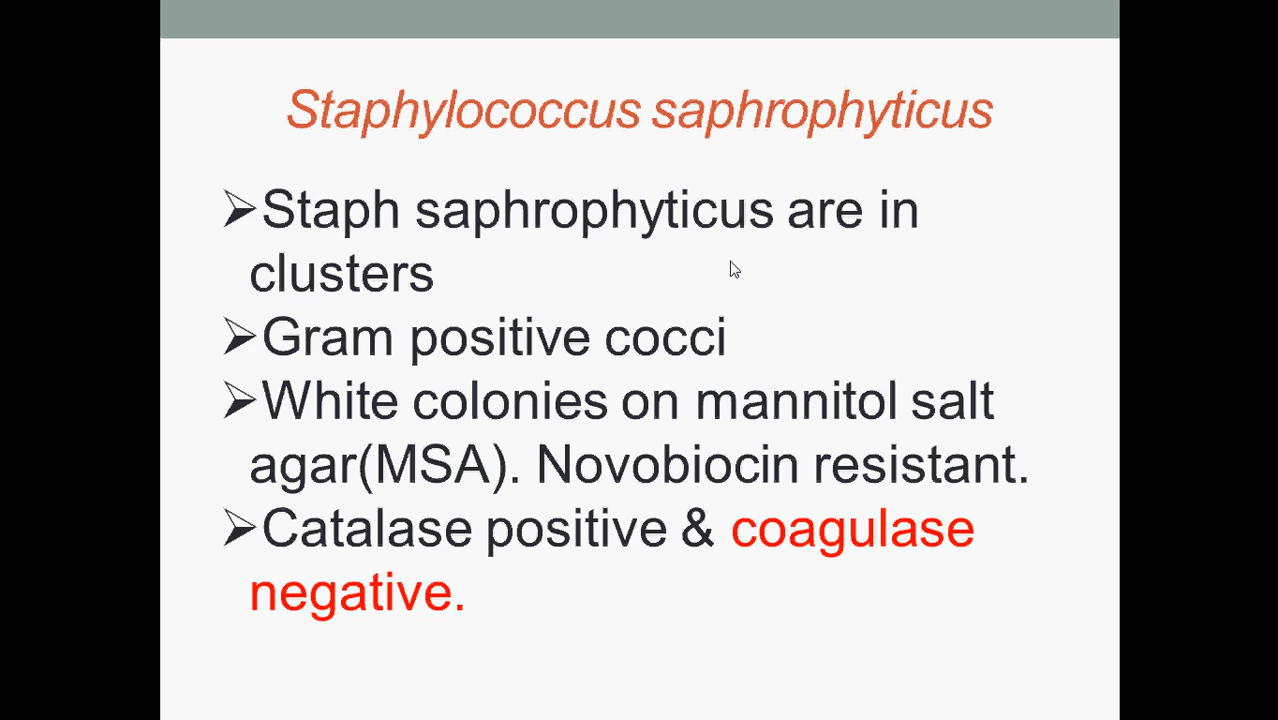 Staphylococcus saphrophyticus
➢Staph saphrophyticus are in
clusters
➢Gram positive cocci
➢White colonies on mannitol salt
agar(MSA). Novobiocin resistant.
➢Catalase positive & coagulase
negative.